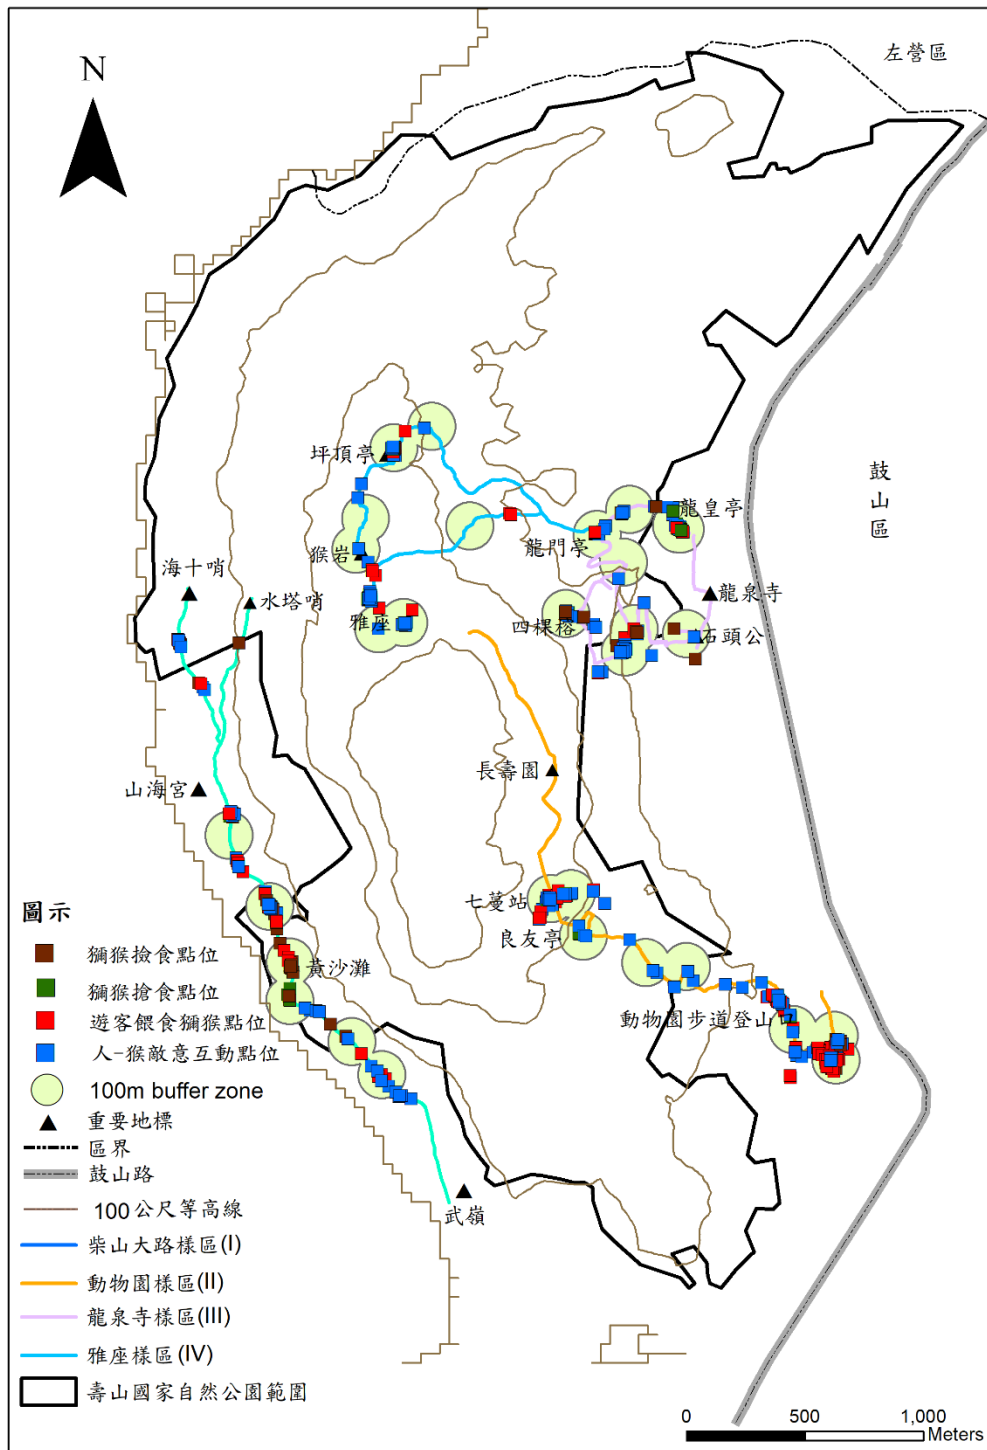 左營區
N
鼓山區
坪頂亭
龍皇亭
龍門亭
猴岩
海十哨
水塔哨
龍泉寺
雅座
四棵榕
石頭公
長壽園
山海宮
七蔓站
良友亭
黃沙灘
動物園步道登山口
武嶺
圖示
獼猴撿食點位
獼猴搶食點位
遊客餵食獼猴點位
人-猴敵意互動點位
100m buffer zone
重要地標
區界
鼓山路
100公尺等高線
柴山大路樣區(I)
動物園樣區(II)
龍泉寺樣區(III)
雅座樣區(IV)
壽山國家自然公園範圍
0 500 1,000
Meters